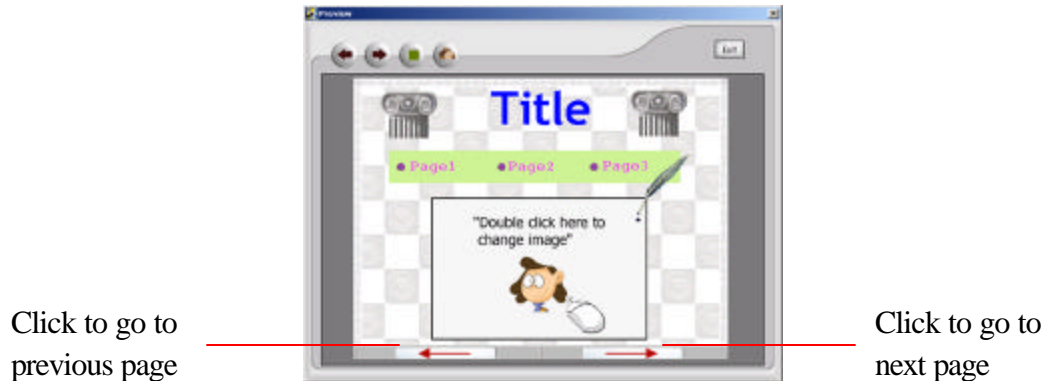 Preview
Exit
Title
Page1 Page2 Page3
"Double click here to
change image"
Click to go to
previous page
Click to go to
next page